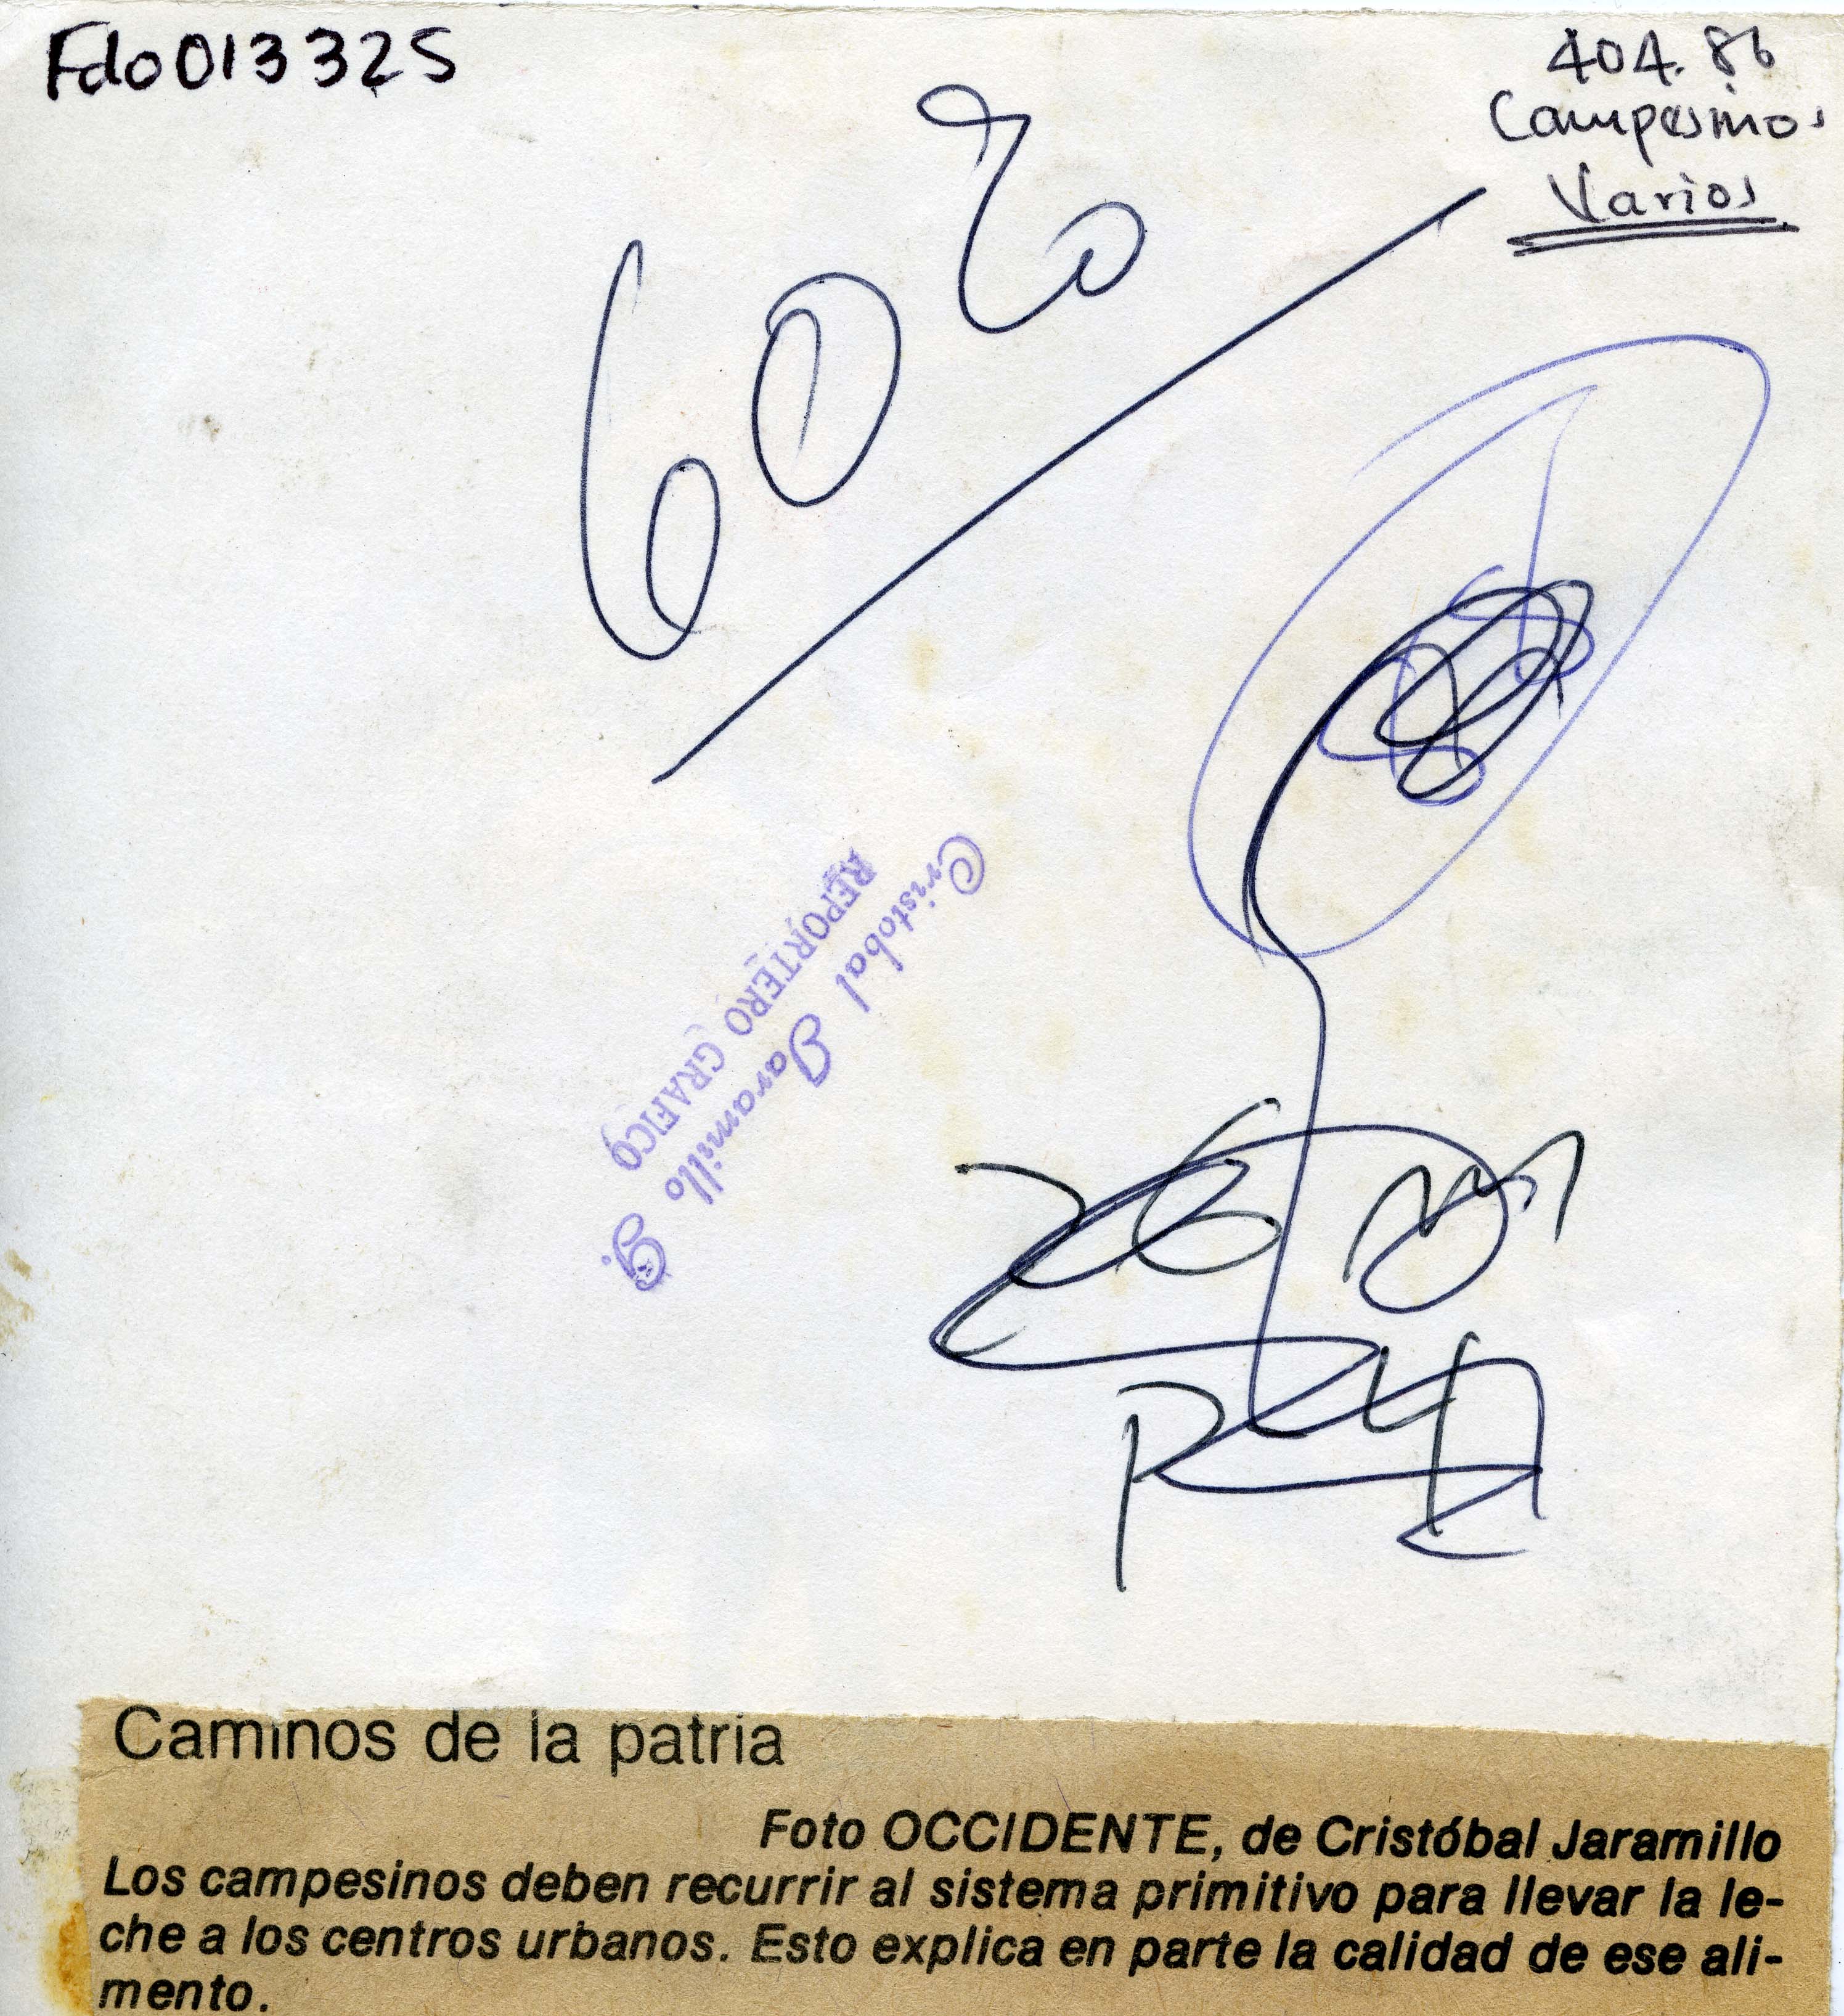 Fdo013325
404.86
Campesinos
Varios
Cristobal Jaramillo G.
REPORTERO GRAFICO
Caminos de la patria
Foto OCCIDENTE, de Cristóbal Jaramillo
Los campesinos deben recurrir al sistema primitivo para llevar la le-
che a los centros urbanos. Esto explica en parte la calidad de ese ali-
mento.